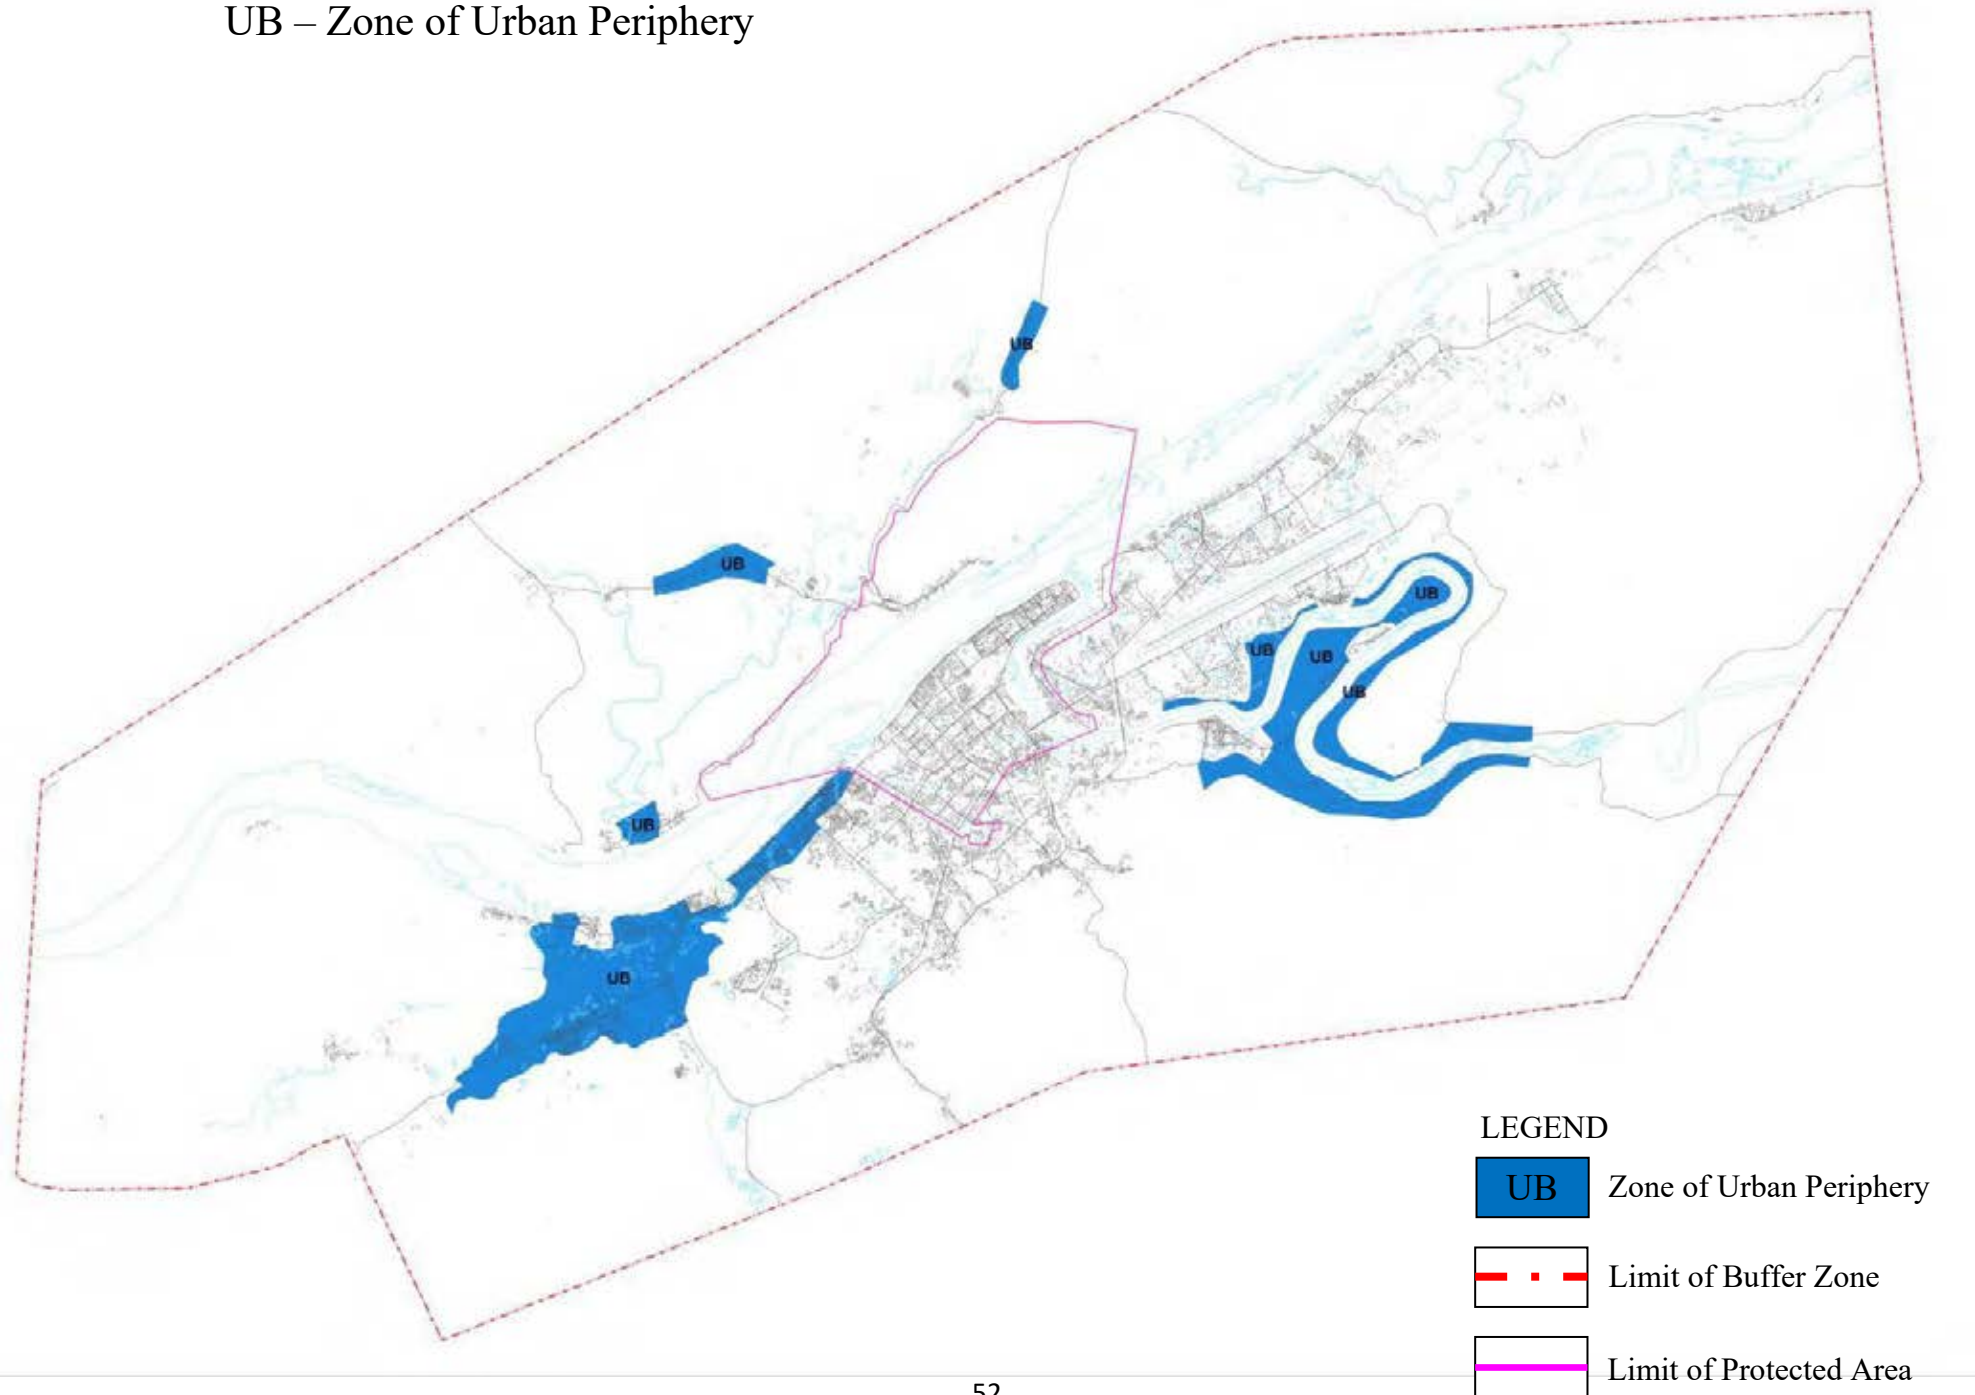 UB – Zone of Urban Periphery
UB
UB
UB
UB
UB
UB
UB
UB
LEGEND
UB Zone of Urban Periphery
Limit of Buffer Zone
Limit of Protected Area
52